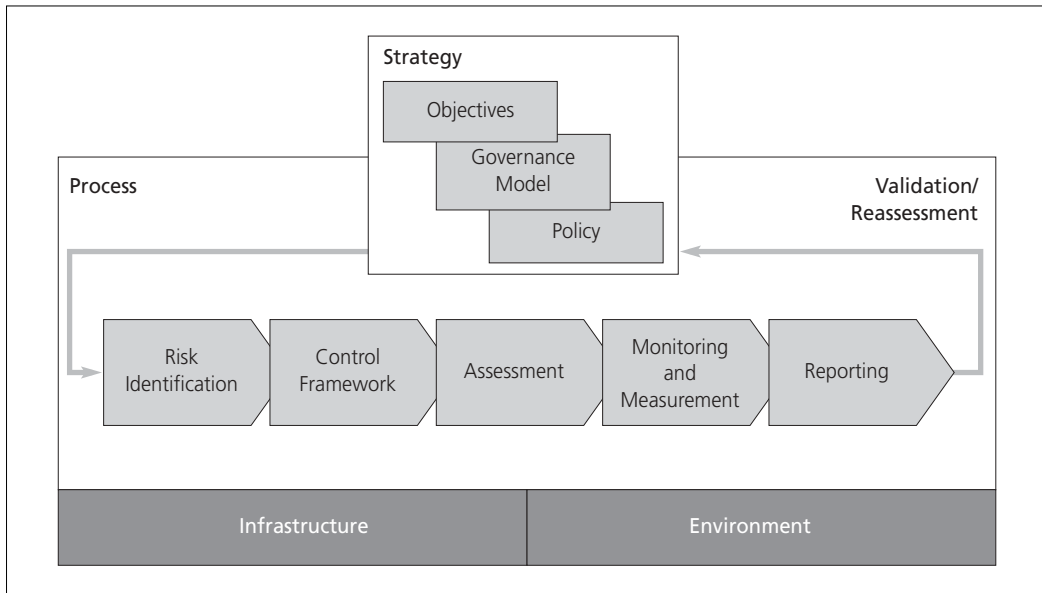 Strategy
Objectives
Governance
Model
Policy
Process
Validation/
Reassessment
Risk
Identification
Control
Framework
Assessment
Monitoring
and
Measurement
Reporting
Infrastructure
Environment